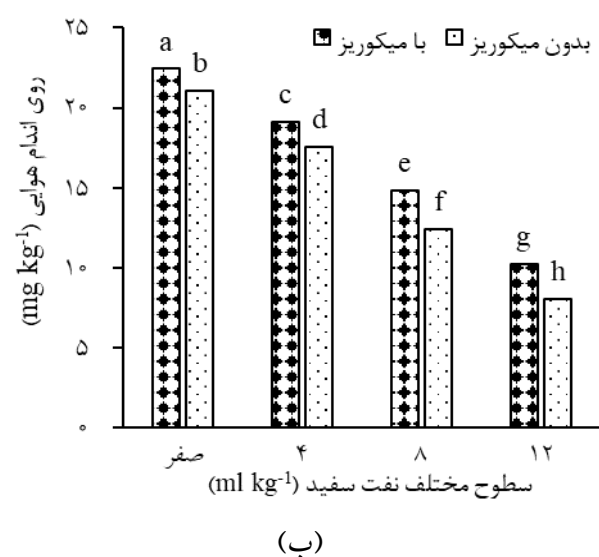 با میکوریز بدون میکوریز
روی اندام هوایی (mg kg-1)
۲۵
۲۰
۱۵
۱۰
۵
۰
a b c d e f g h
صفر ۴ ۸ ۱۲
سطوح مختلف نفت سفید (ml kg-1)
(ب)